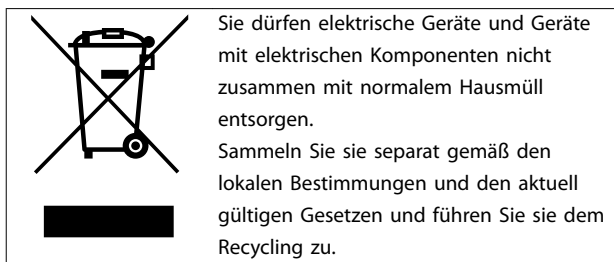 Sie dürfen elektrische Geräte und Geräte
mit elektrischen Komponenten nicht
zusammen mit normalem Hausmüll
entsorgen.
Sammeln Sie sie separat gemäß den
lokalen Bestimmungen und den aktuell
gültigen Gesetzen und führen Sie sie dem
Recycling zu.